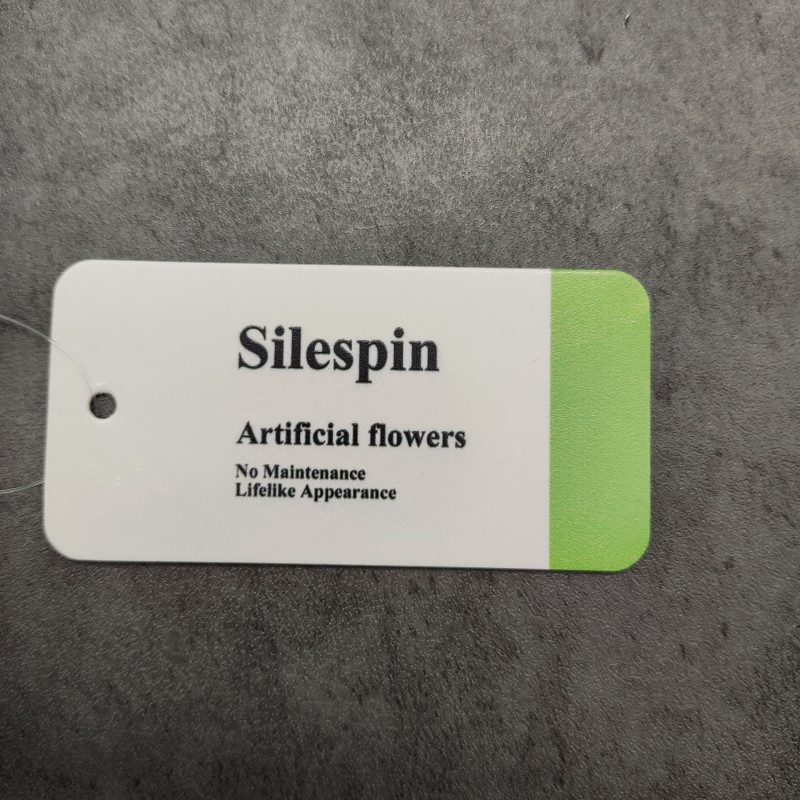 Silespin
Artificial flowers
No Maintenance
Lifelike Appearance